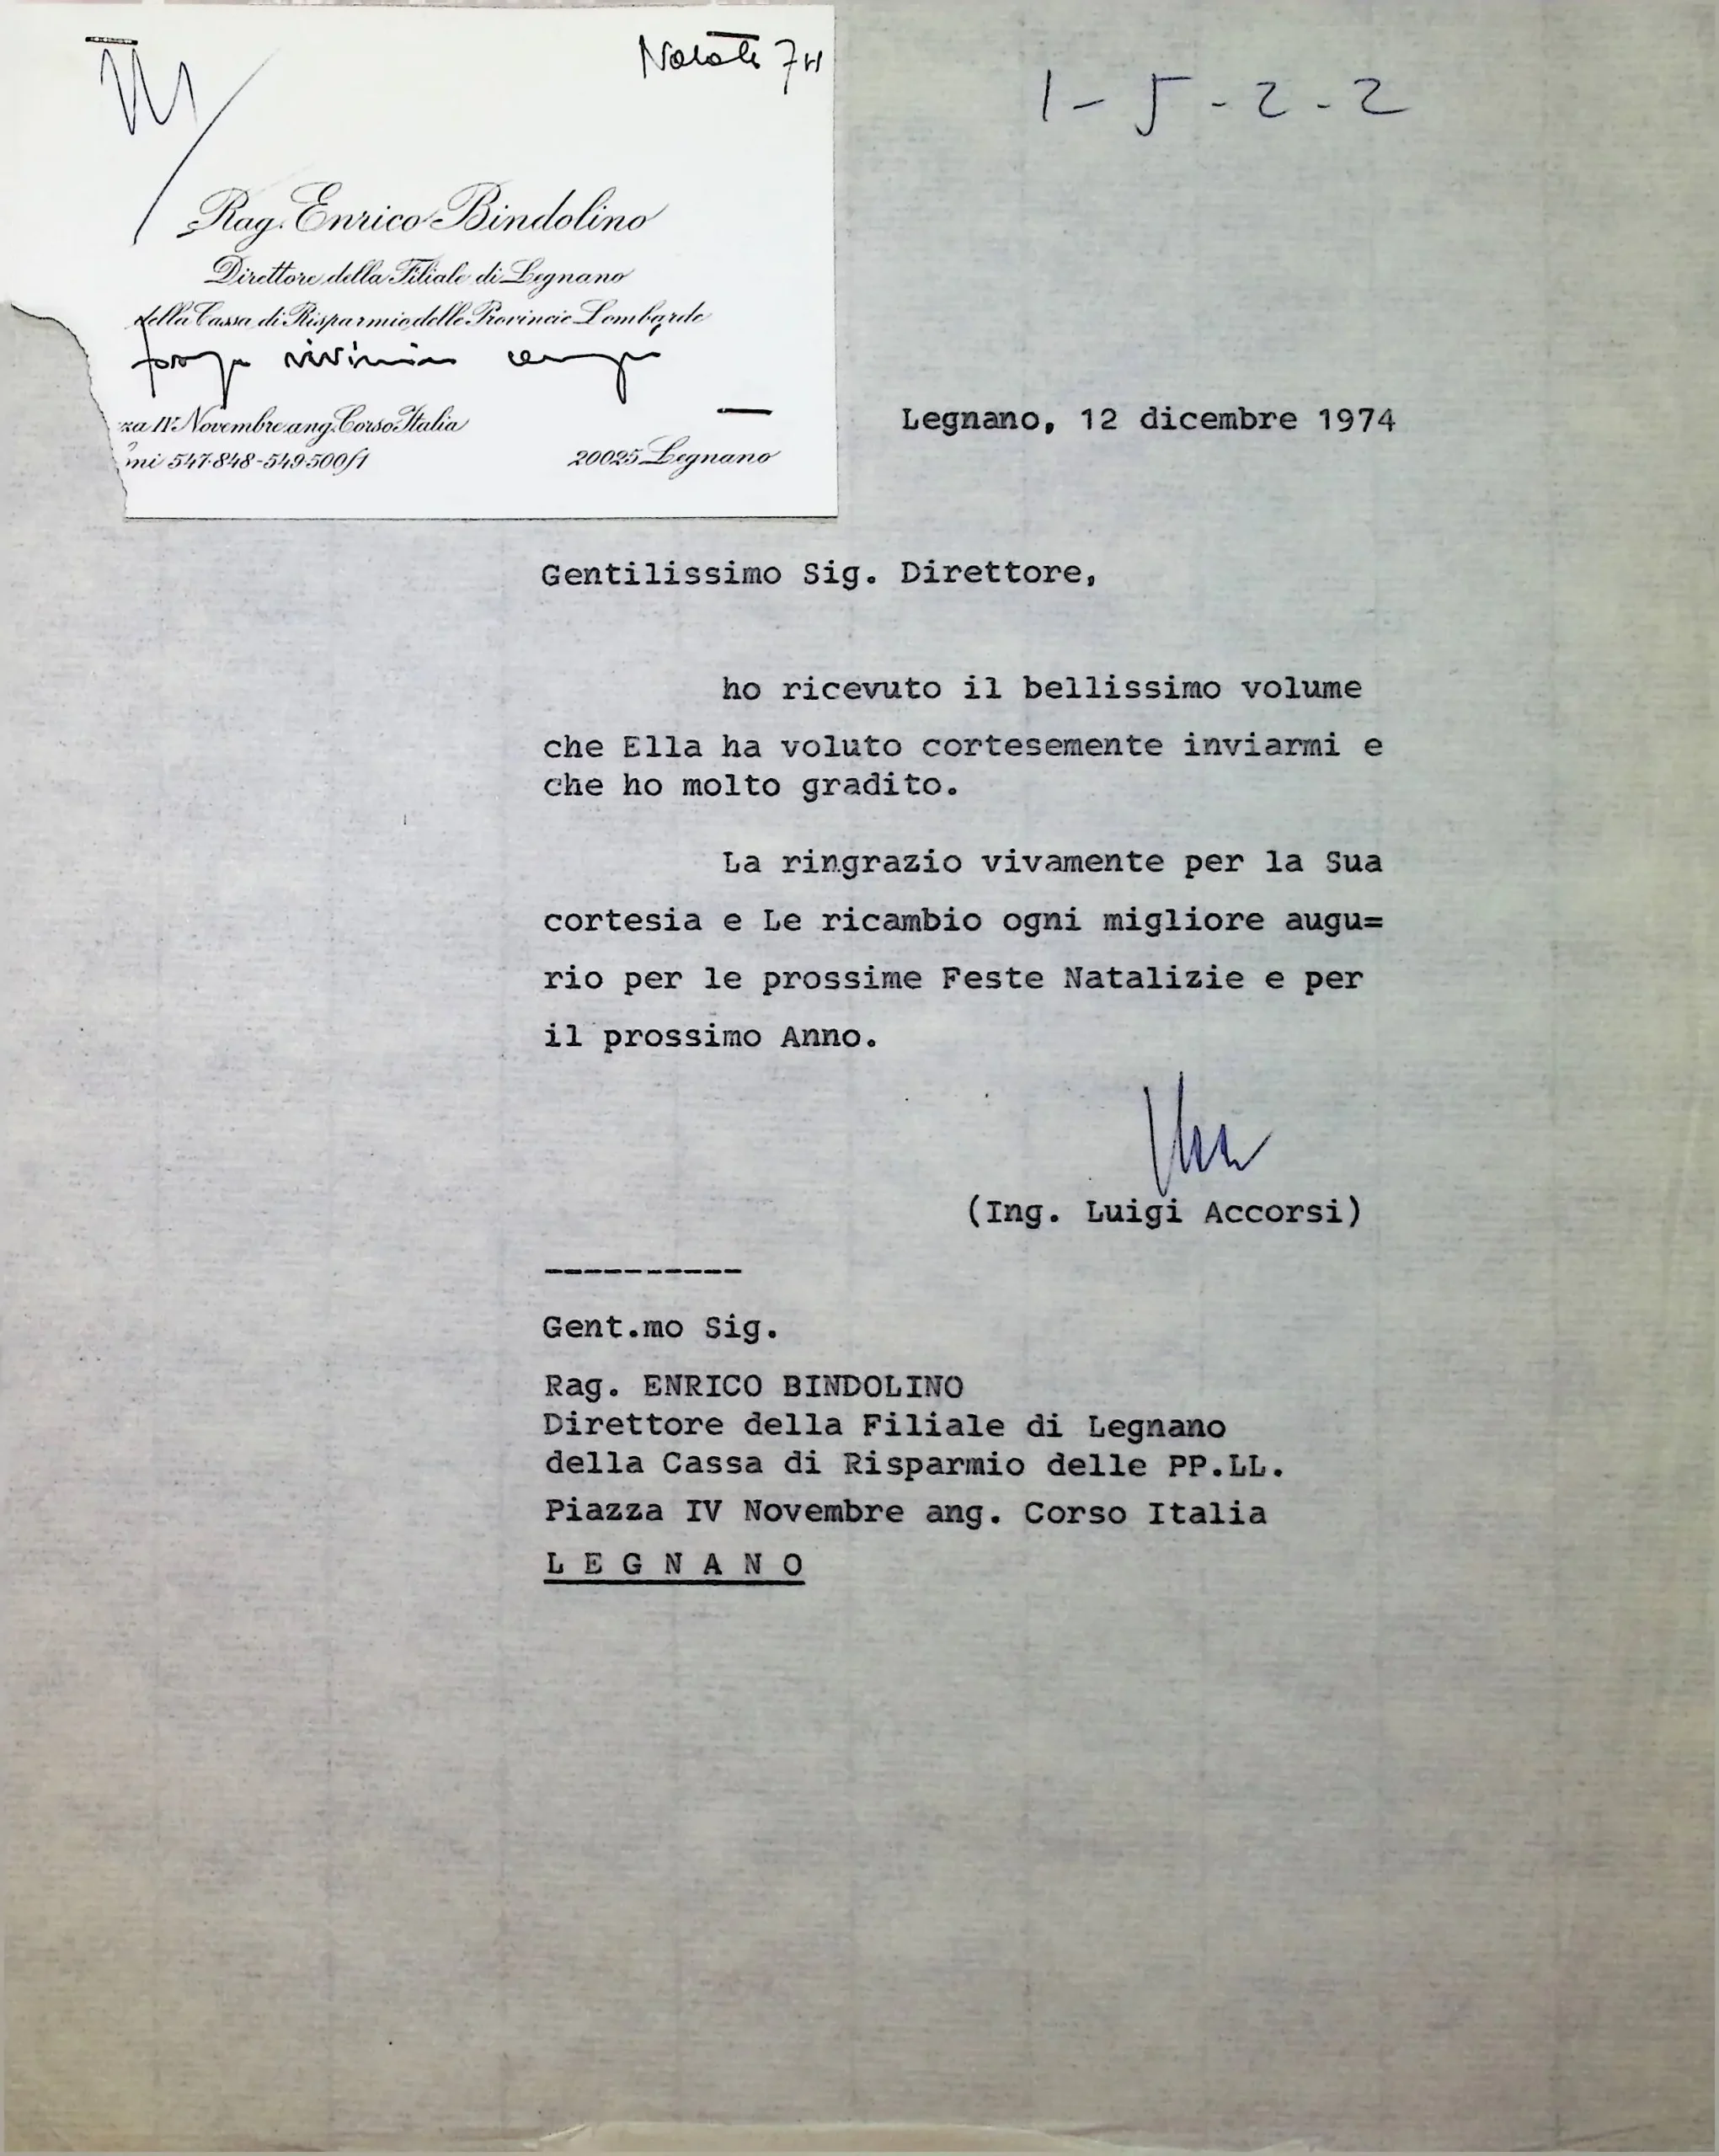 Natale 74
1-5-2-2
Rag. Enrico Bindolino
Direttore della Filiale di Legnano
della Cassa di Risparmio delle Provincie Lombarde
porge vivissimi auguri
za IV Novembre ang. Corso Italia
ni 547-848 - 549-500/1
20025 Legnano
Legnano, 12 dicembre 1974
Gentilissimo Sig. Direttore,
ho ricevuto il bellissimo volume
che Ella ha voluto cortesemente inviarmi e
che ho molto gradito.
La ringrazio vivamente per la Sua
cortesia e Le ricambio ogni migliore augu=
rio per le prossime Feste Natalizie e per
il prossimo Anno.
(Ing. Luigi Accorsi)
----------
Gent.mo Sig.
Rag. ENRICO BINDOLINO
Direttore della Filiale di Legnano
della Cassa di Risparmio delle PP.LL.
Piazza IV Novembre ang. Corso Italia
L E G N A N O